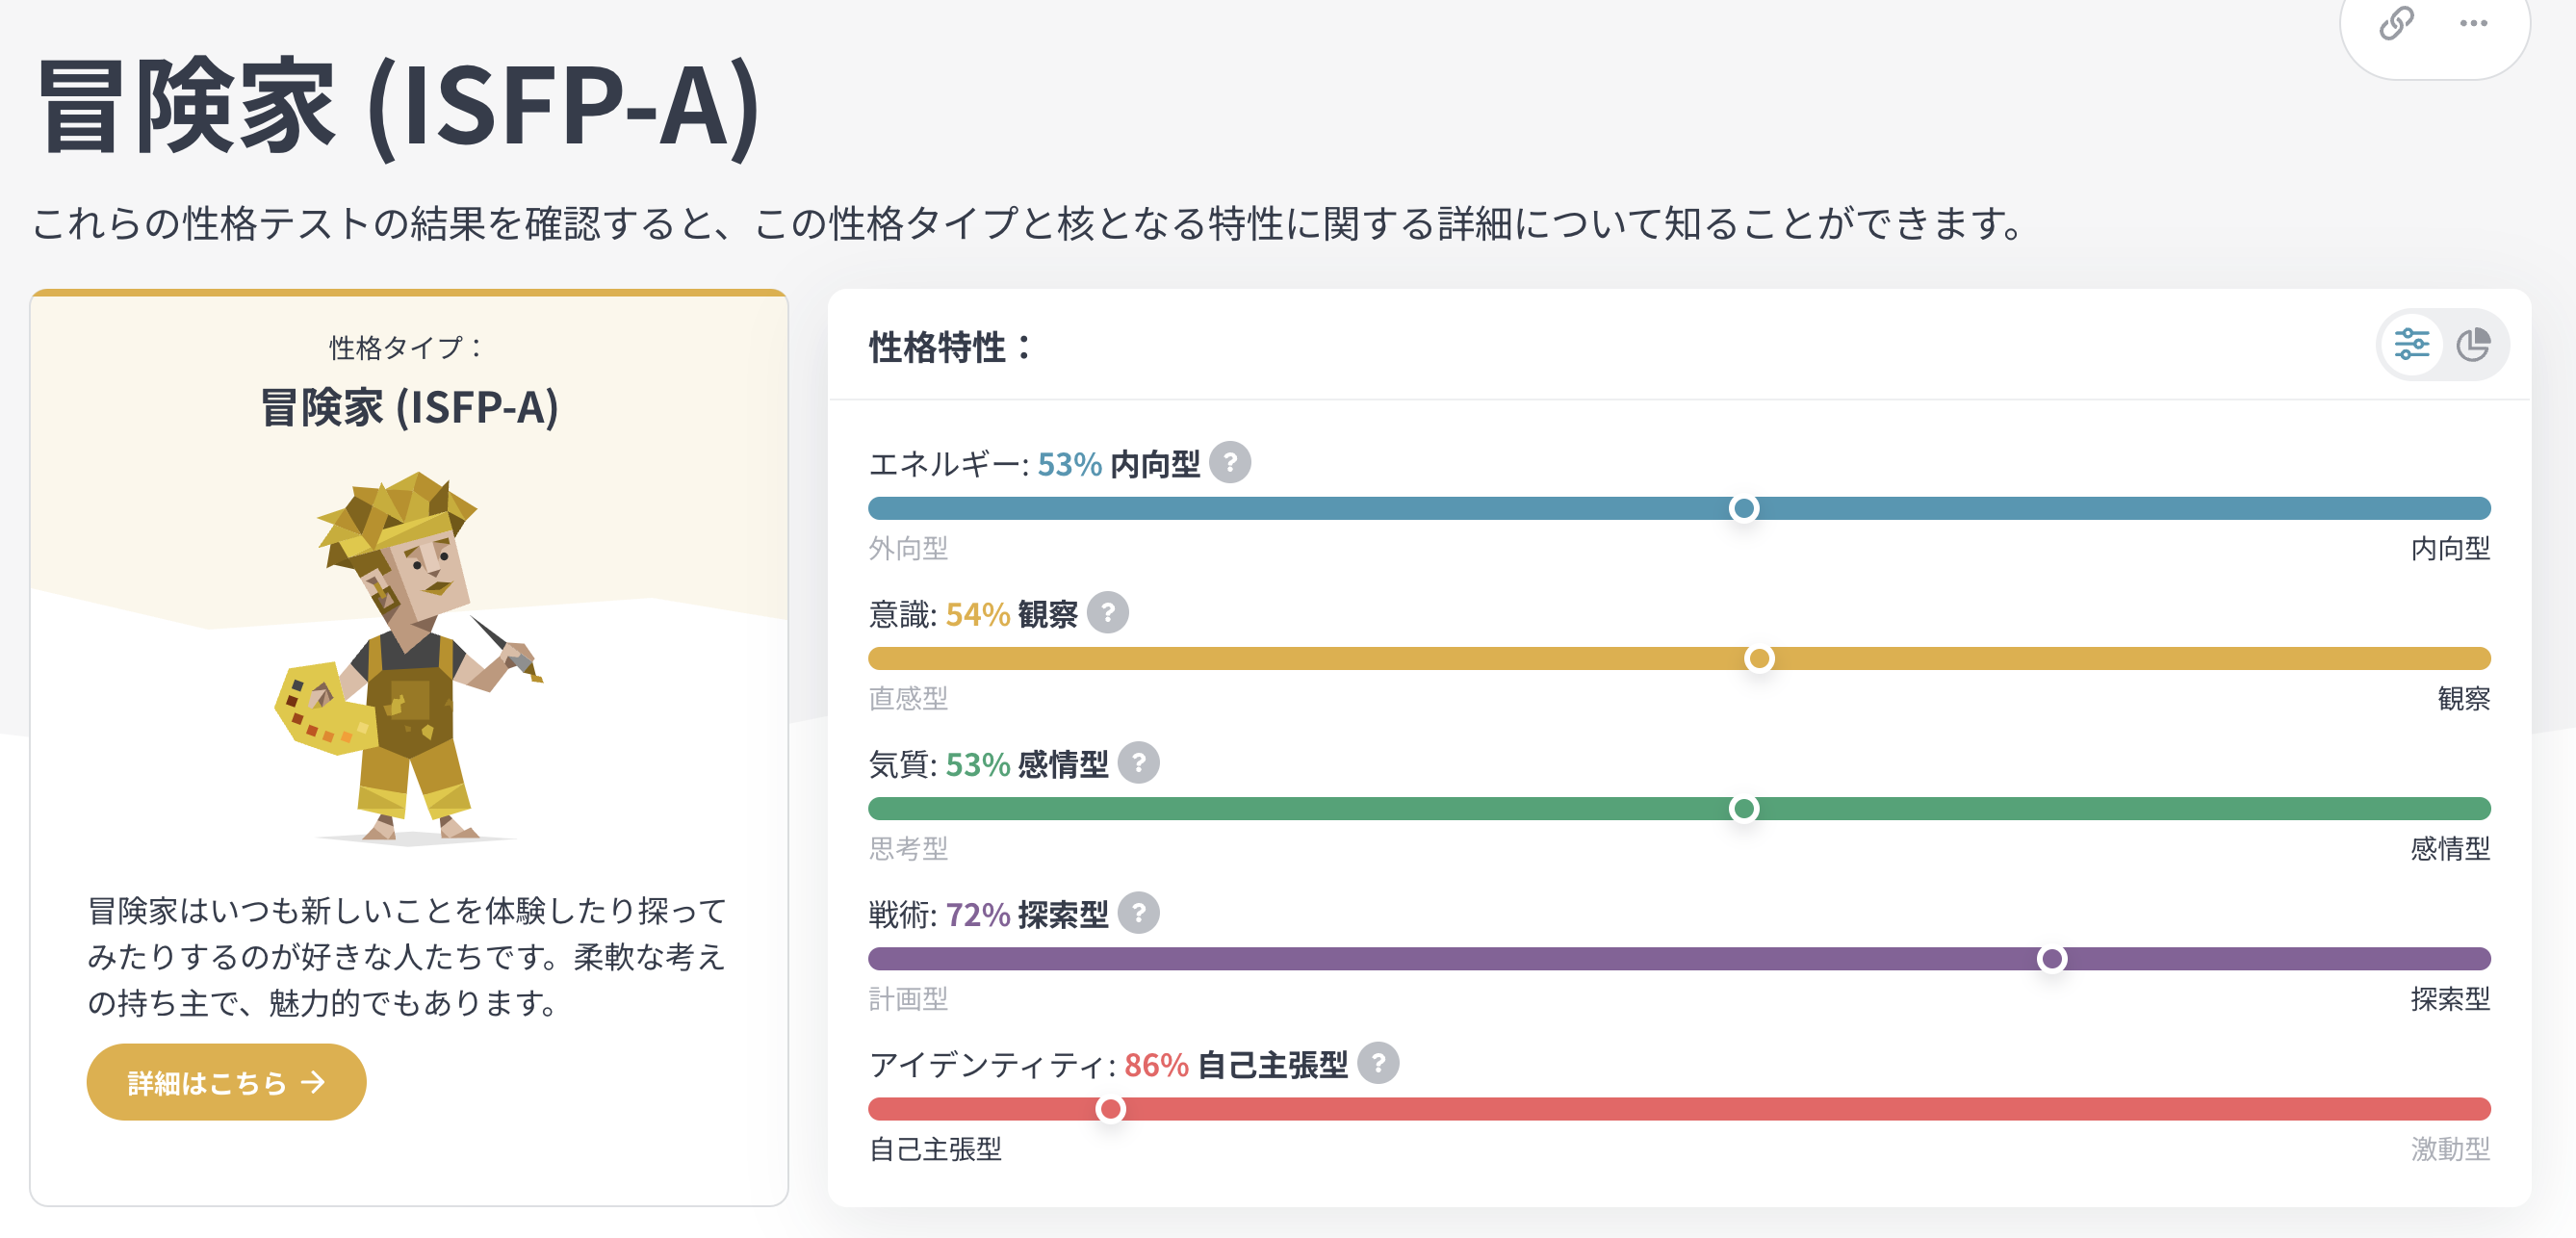 冒険家 (ISFP-A)
これらの性格テストの結果を確認すると、この性格タイプと核となる特性に関する詳細について知ることができます。
性格タイプ：
冒険家 (ISFP-A)
冒険家はいつも新しいことを体験したり探って
みたりするのが好きな人たちです。柔軟な考え
の持ち主で、魅力的でもあります。
詳細はこちら →
性格特性：
エネルギー: 53% 内向型 ?
外向型 内向型
意識: 54% 観察 ?
直感型 観察
気質: 53% 感情型 ?
思考型 感情型
戦術: 72% 探索型 ?
計画型 探索型
アイデンティティ: 86% 自己主張型 ?
自己主張型 激動型